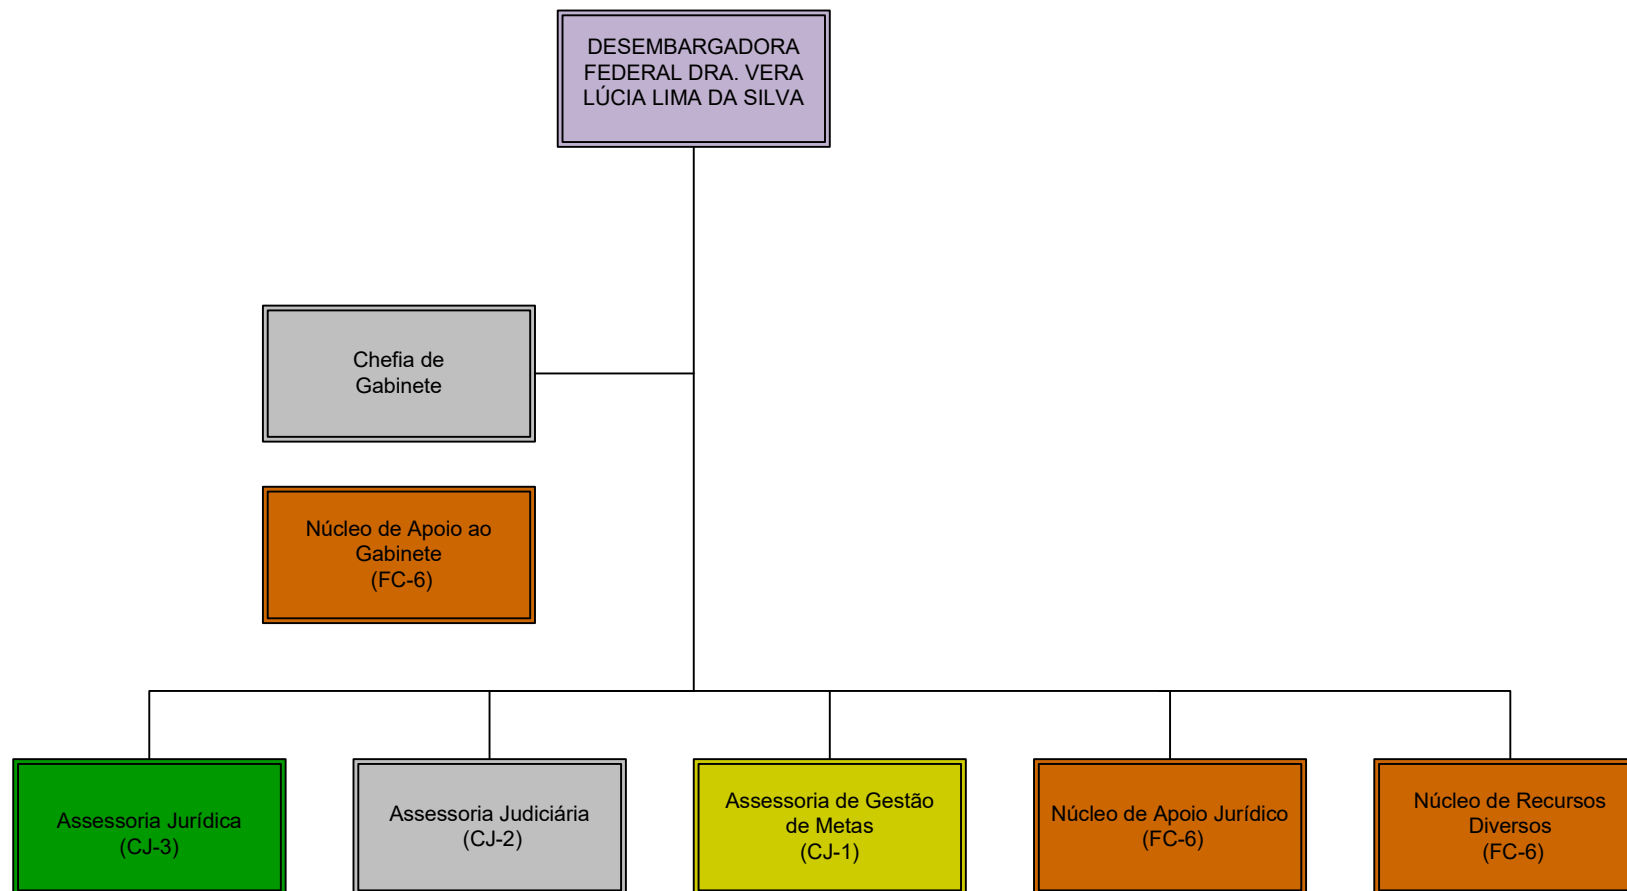 DESEMBARGADORA
FEDERAL DRA. VERA
LÚCIA LIMA DA SILVA
Chefia de
Gabinete
Núcleo de Apoio ao
Gabinete
(FC-6)
Assessoria Jurídica
(CJ-3)
Assessoria Judiciária
(CJ-2)
Assessoria de Gestão
de Metas
(CJ-1)
Núcleo de Apoio Jurídico
(FC-6)
Núcleo de Recursos
Diversos
(FC-6)